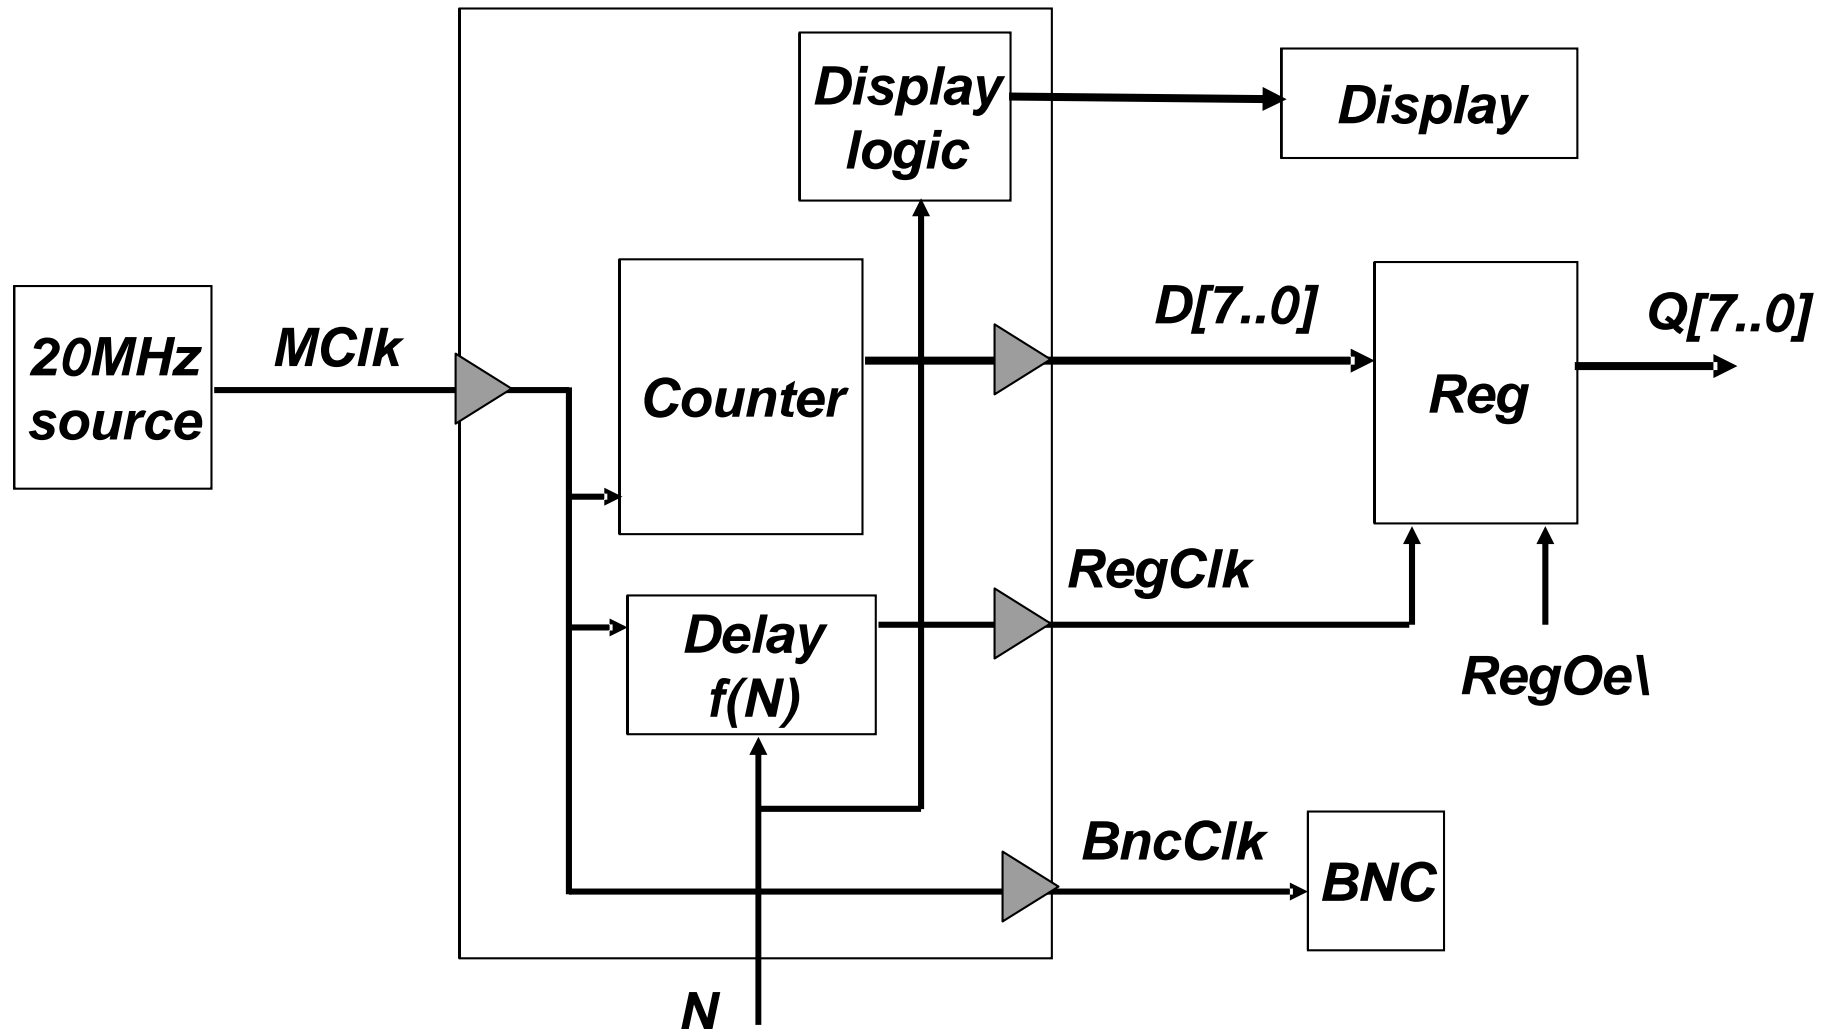 Display
logic
Display
20MHz
source
MClk
Counter
D[7..0]
Reg
Q[7..0]
RegClk
Delay
f(N)
RegOe\
BncClk
BNC
N